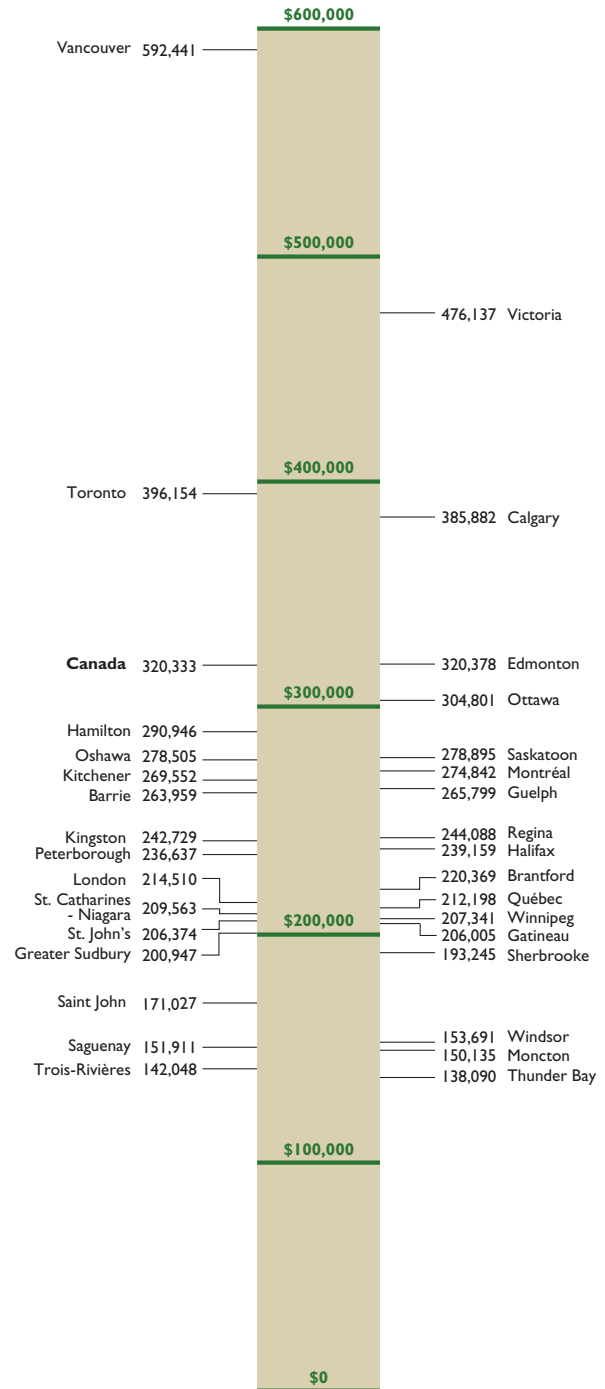 $600,000
Vancouver 592,441
$500,000
476,137 Victoria
$400,000
Toronto 396,154
385,882 Calgary
Canada 320,333
320,378 Edmonton
$300,000
304,801 Ottawa
Hamilton 290,946
Oshawa 278,505
278,895 Saskatoon
Kitchener 269,552
274,842 Montréal
Barrie 263,959
265,799 Guelph
Kingston 242,729
244,088 Regina
Peterborough 236,637
239,159 Halifax
London 214,510
220,369 Brantford
St. Catharines
- Niagara 209,563
212,198 Québec
207,341 Winnipeg
$200,000
St. John's 206,374
206,005 Gatineau
Greater Sudbury 200,947
193,245 Sherbrooke
Saint John 171,027
153,691 Windsor
Saguenay 151,911
150,135 Moncton
Trois-Rivières 142,048
138,090 Thunder Bay
$100,000
$0